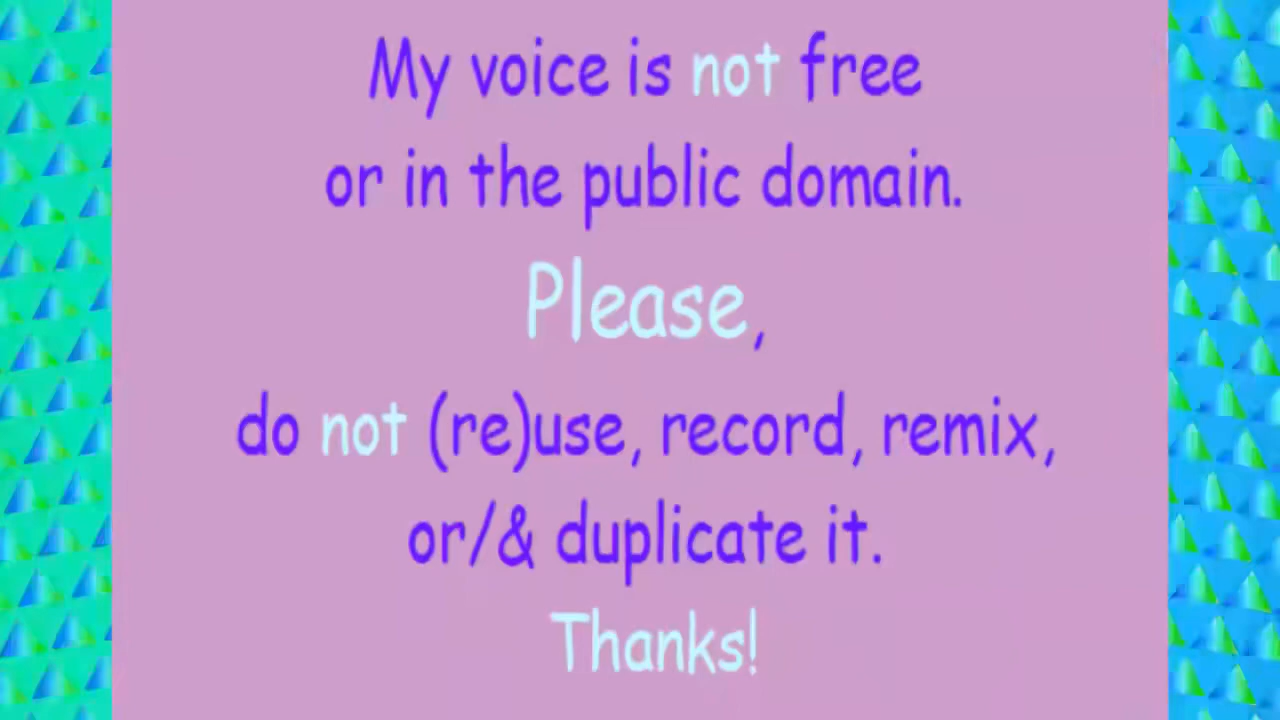 My voice is not free
or in the public domain.
Please,
do not (re)use, record, remix,
or/& duplicate it.
Thanks!